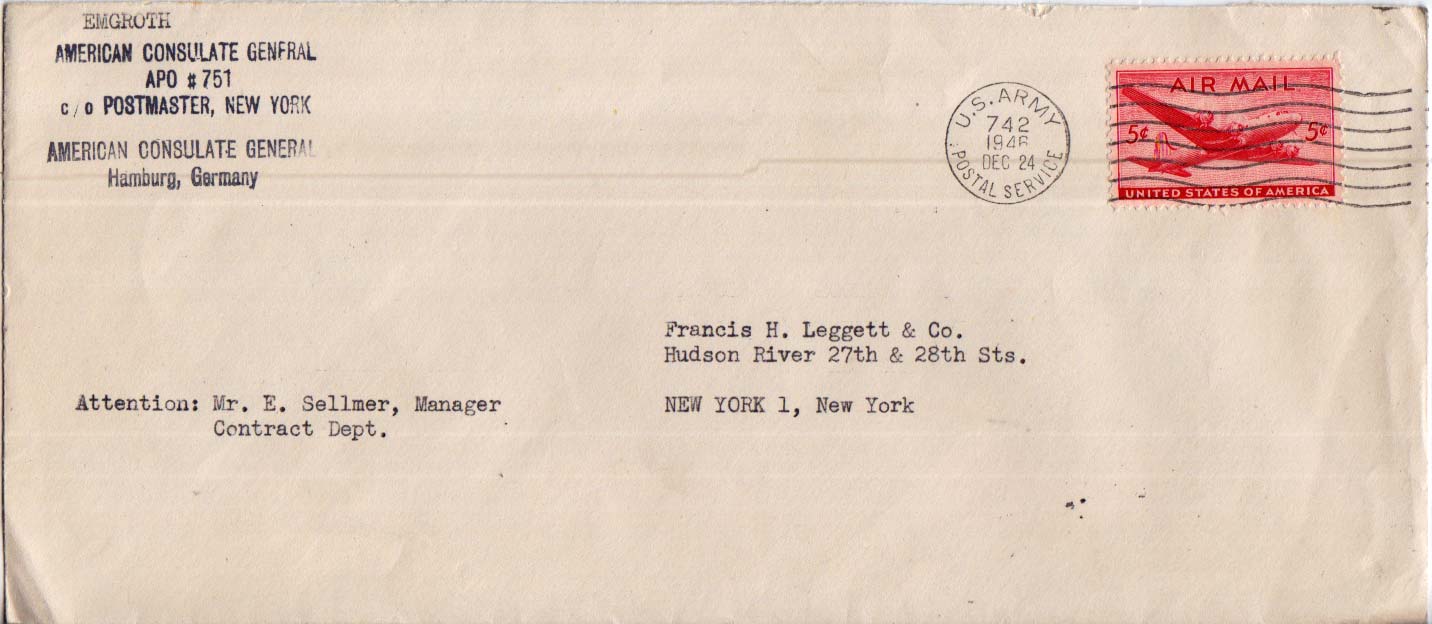 EMGROTH
AMERICAN CONSULATE GENERAL
APO #751
c/o POSTMASTER, NEW YORK
AMERICAN CONSULATE GENERAL
Hamburg, Germany
U.S. ARMY
742
1946
DEC 24
POSTAL SERVICE
AIR MAIL
5¢ 5¢
UNITED STATES OF AMERICA
Francis H. Leggett & Co.
Hudson River 27th & 28th Sts.
Attention: Mr. E. Sellmer, Manager
Contract Dept.
NEW YORK 1, New York